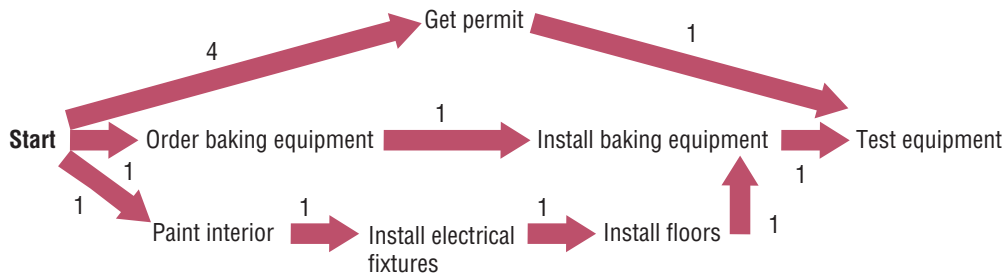 Get permit
4
1
Start
Order baking equipment
1
Install baking equipment
Test equipment
1
1
1
Paint interior
1
Install electrical
fixtures
1
Install floors
1